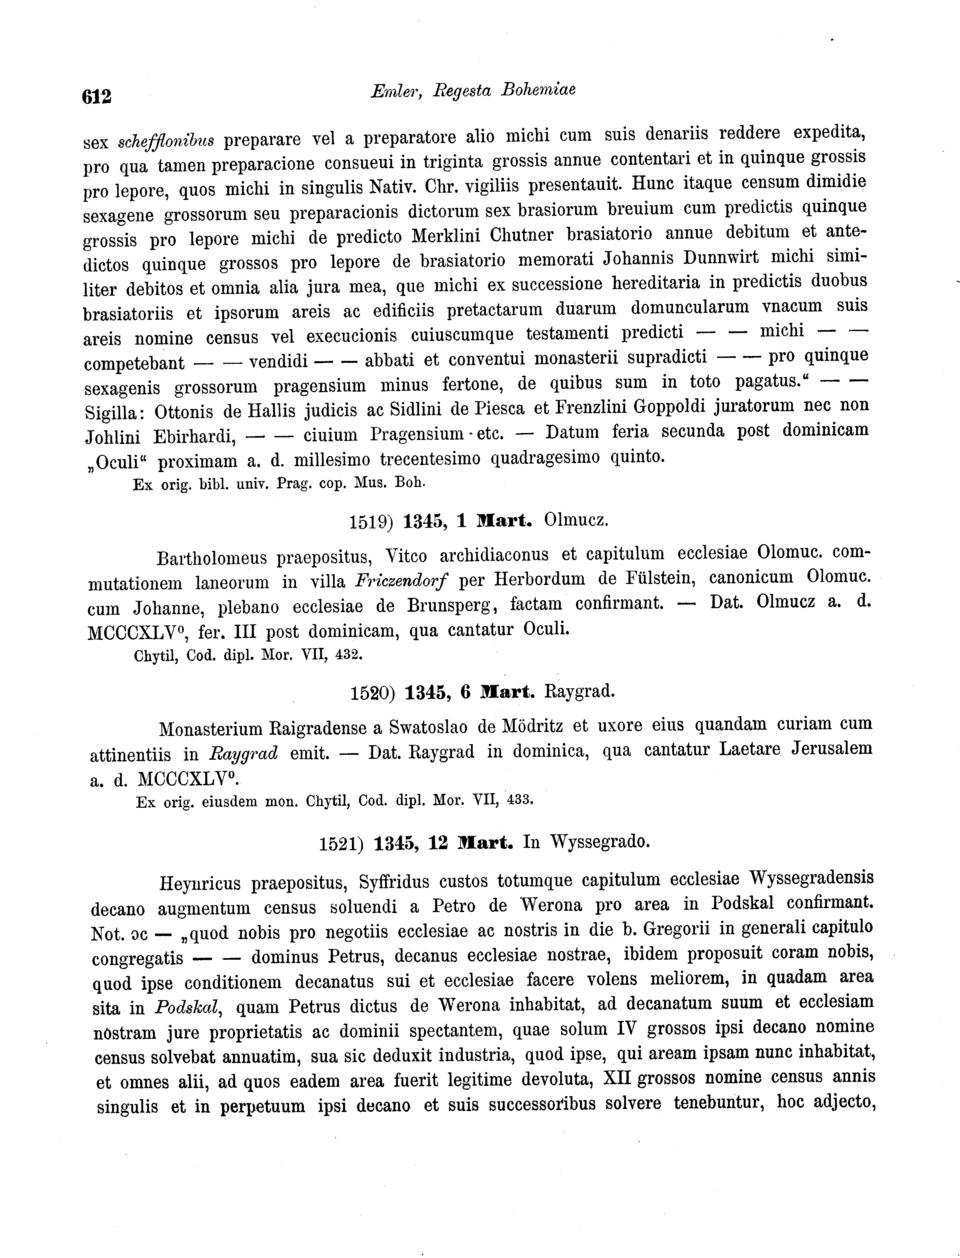 612
Emler, Regesta Bohemiae
sex schefflonibus preparare vel a preparatore alio michi cum suis denariis reddere expedita,
pro qua tamen preparacione consueui in triginta grossis annue contentari et in quinque grossis
pro lepore, quos michi in singulis Nativ. Chr. vigiliis presentauit. Hunc itaque censum dimidie
sexagene grossorum seu preparacionis dictorum sex brasiorum breuium cum predictis quinque
grossis pro lepore michi de predicto Merklini Chutner brasiatorio annue debitum et ante-
dictos quinque grossos pro lepore de brasiatorio memorati Johannis Dunnwirt michi simi-
liter debitos et omnia alia jura mea, que michi ex successione hereditaria in predictis duobus
brasiatoriis et ipsorum areis ac edificiis pretactarum duarum domuncularum vnacum suis
areis nomine census vel execucionis cuiuscumque testamenti predicti — — michi — —
competebant — — vendidi — — abbati et conventui monasterii supradicti — — pro quinque
sexagenis grossorum pragensium minus fertone, de quibus sum in toto pagatus.“ — —
Sigilla: Ottonis de Hallis judicis ac Sidlini de Piesca et Frenzlini Goppoldi juratorum nec non
Johlini Ebirhardi, — — ciuium Pragensium etc. — Datum feria secunda post dominicam
„Oculi“ proximam a. d. millesimo trecentesimo quadragesimo quinto.
Ex orig. bibl. univ. Prag. cop. Mus. Boh.
1519) 1345, 1 Mart. Olmucz.
Bartholomeus praepositus, Vitco archidiaconus et capitulum ecclesiae Olomuc. com-
mutationem laneorum in villa Friczendorf per Herbordum de Fülstein, canonicum Olomuc.
cum Johanne, plebano ecclesiae de Brunsperg, factam confirmant. — Dat. Olmucz a. d.
MCCCXLV⁰, fer. III post dominicam, qua cantatur Oculi.
Chytil, Cod. dipl. Mor. VII, 432.
1520) 1345, 6 Mart. Raygrad.
Monasterium Raigradense a Swatoslao de Mödritz et uxore eius quandam curiam cum
attinentiis in Raygrad emit. — Dat. Raygrad in dominica, qua cantatur Laetare Jerusalem
a. d. MCCCXLV⁰.
Ex orig. eiusdem mon. Chytil, Cod. dipl. Mor. VII, 433.
1521) 1345, 12 Mart. In Wyssegrado.
Heynricus praepositus, Syffridus custos totumque capitulum ecclesiae Wyssegradensis
decano augmentum census soluendi a Petro de Werona pro area in Podskal confirmant.
Not. ɔc — „quod nobis pro negotiis ecclesiae ac nostris in die b. Gregorii in generali capitulo
congregatis — — dominus Petrus, decanus ecclesiae nostrae, ibidem proposuit coram nobis,
quod ipse conditionem decanatus sui et ecclesiae facere volens meliorem, in quadam area
sita in Podskal, quam Petrus dictus de Werona inhabitat, ad decanatum suum et ecclesiam
nostram jure proprietatis ac dominii spectantem, quae solum IV grossos ipsi decano nomine
census solvebat annuatim, sua sic deduxit industria, quod ipse, qui aream ipsam nunc inhabitat,
et omnes alii, ad quos eadem area fuerit legitime devoluta, XII grossos nomine census annis
singulis et in perpetuum ipsi decano et suis successoribus solvere tenebuntur, hoc adjecto,